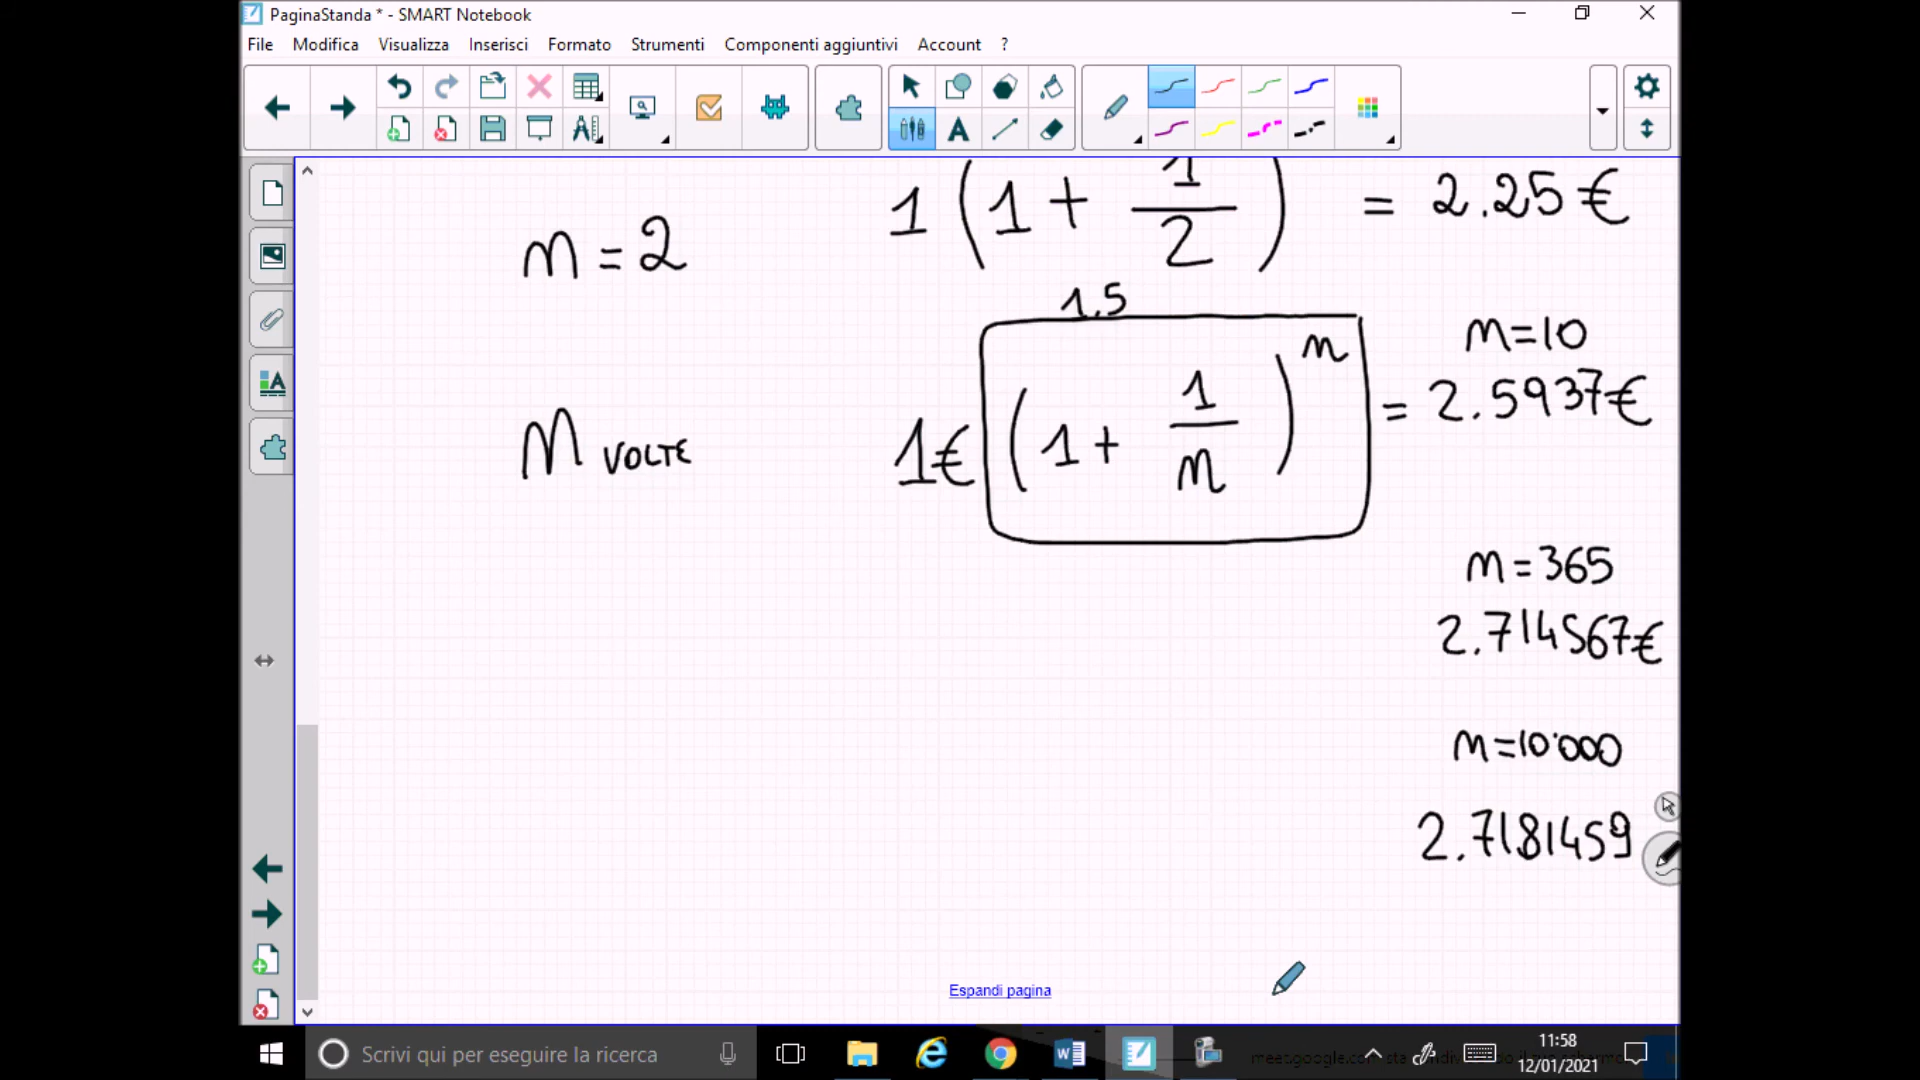 PaginaStanda * - SMART Notebook
File Modifica Visualizza Inserisci Formato Strumenti Componenti aggiuntivi Account ?
1 ( 1 + 1/2 ) = 2.25 €
m = 2
1.5
m=10
M VOLTE 1€ ( 1 + 1/m )^m = 2.5937€
m = 365
2.714567€
m=10'000
2.7181459
Espandi pagina
Scrivi qui per eseguire la ricerca
11:58
12/01/2021